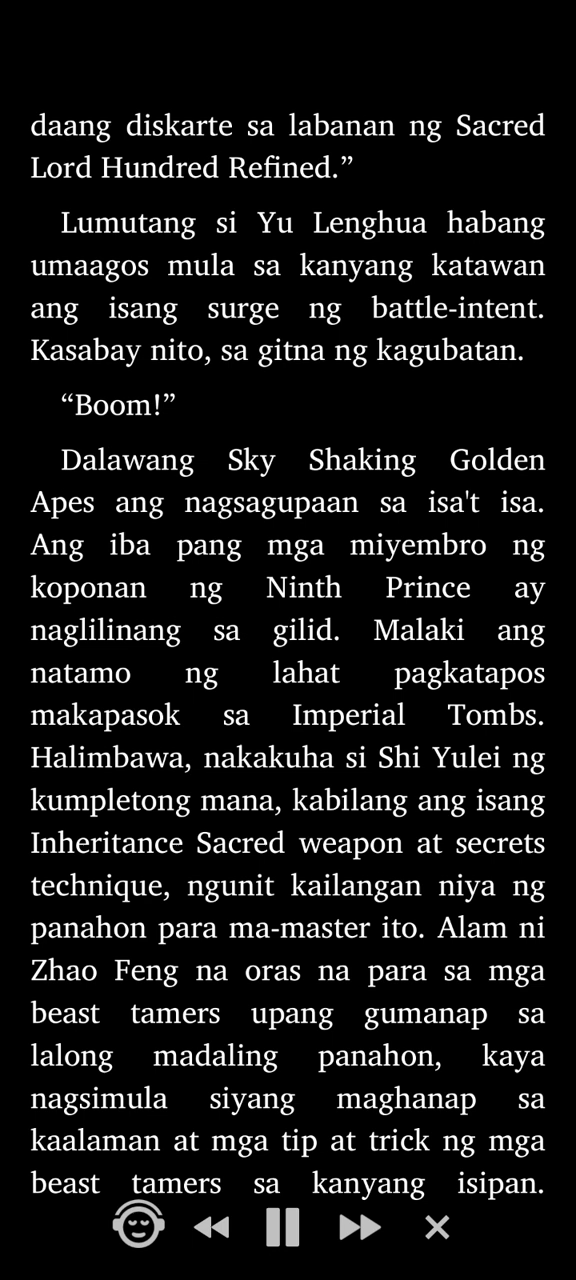 daang diskarte sa labanan ng Sacred
Lord Hundred Refined.”
Lumutang si Yu Lenghua habang
umaagos mula sa kanyang katawan
ang isang surge ng battle-intent.
Kasabay nito, sa gitna ng kagubatan.
“Boom!”
Dalawang Sky Shaking Golden
Apes ang nagsagupaan sa isa't isa.
Ang iba pang mga miyembro ng
koponan ng Ninth Prince ay
naglilinang sa gilid. Malaki ang
natamo ng lahat pagkatapos
makapasok sa Imperial Tombs.
Halimbawa, nakakuha si Shi Yulei ng
kumpletong mana, kabilang ang isang
Inheritance Sacred weapon at secrets
technique, ngunit kailangan niya ng
panahon para ma-master ito. Alam ni
Zhao Feng na oras na para sa mga
beast tamers upang gumanap sa
lalong madaling panahon, kaya
nagsimula siyang maghanap sa
kaalaman at mga tip at trick ng mga
beast tamers sa kanyang isipan.